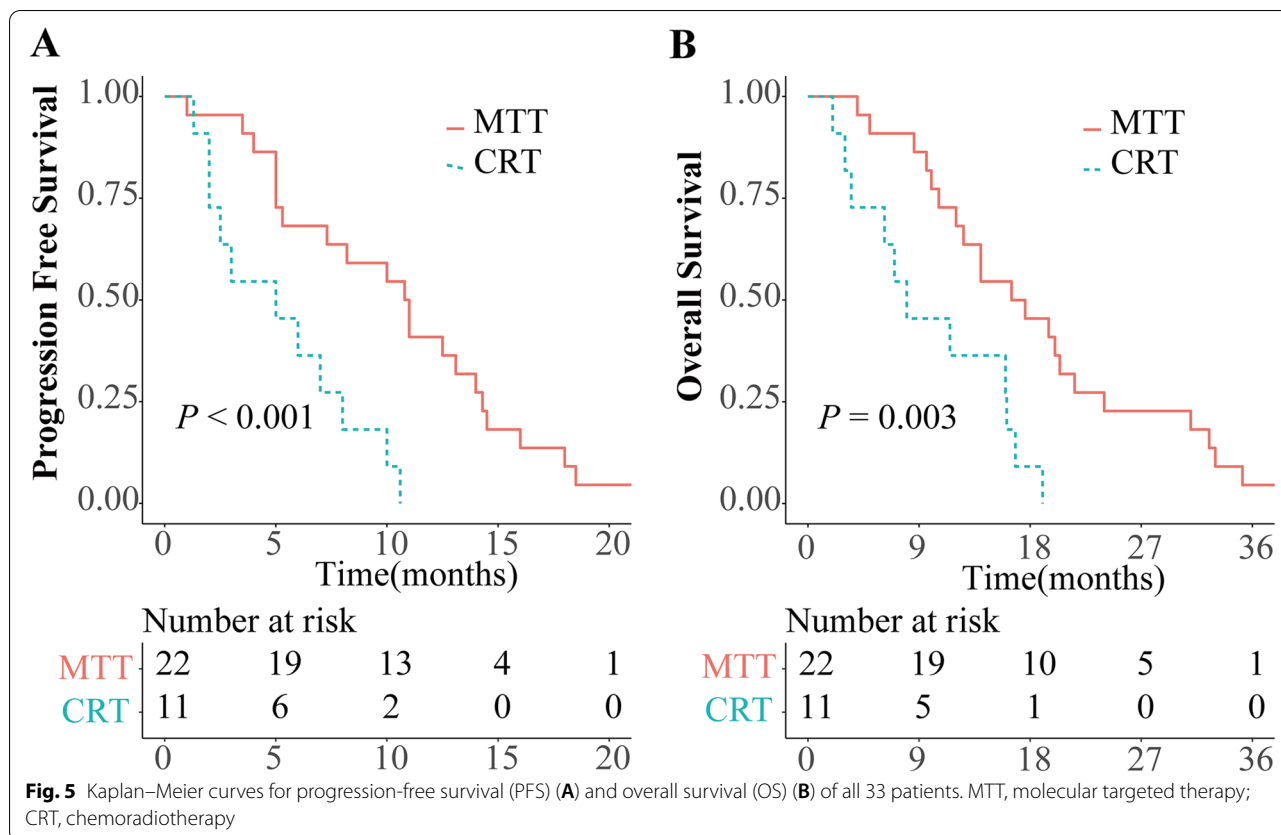 A
Progression Free Survival
1.00
0.75
0.50
0.25
0.00
MTT
CRT
P < 0.001
0 5 10 15 20
Time(months)
Number at risk
MTT 22 19 13 4 1
CRT 11 6 2 0 0
0 5 10 15 20
B
Overall Survival
1.00
0.75
0.50
0.25
0.00
MTT
CRT
P = 0.003
0 9 18 27 36
Time(months)
Number at risk
MTT 22 19 10 5 1
CRT 11 5 1 0 0
0 9 18 27 36
Fig. 5 Kaplan–Meier curves for progression-free survival (PFS) (A) and overall survival (OS) (B) of all 33 patients. MTT, molecular targeted therapy;
CRT, chemoradiotherapy